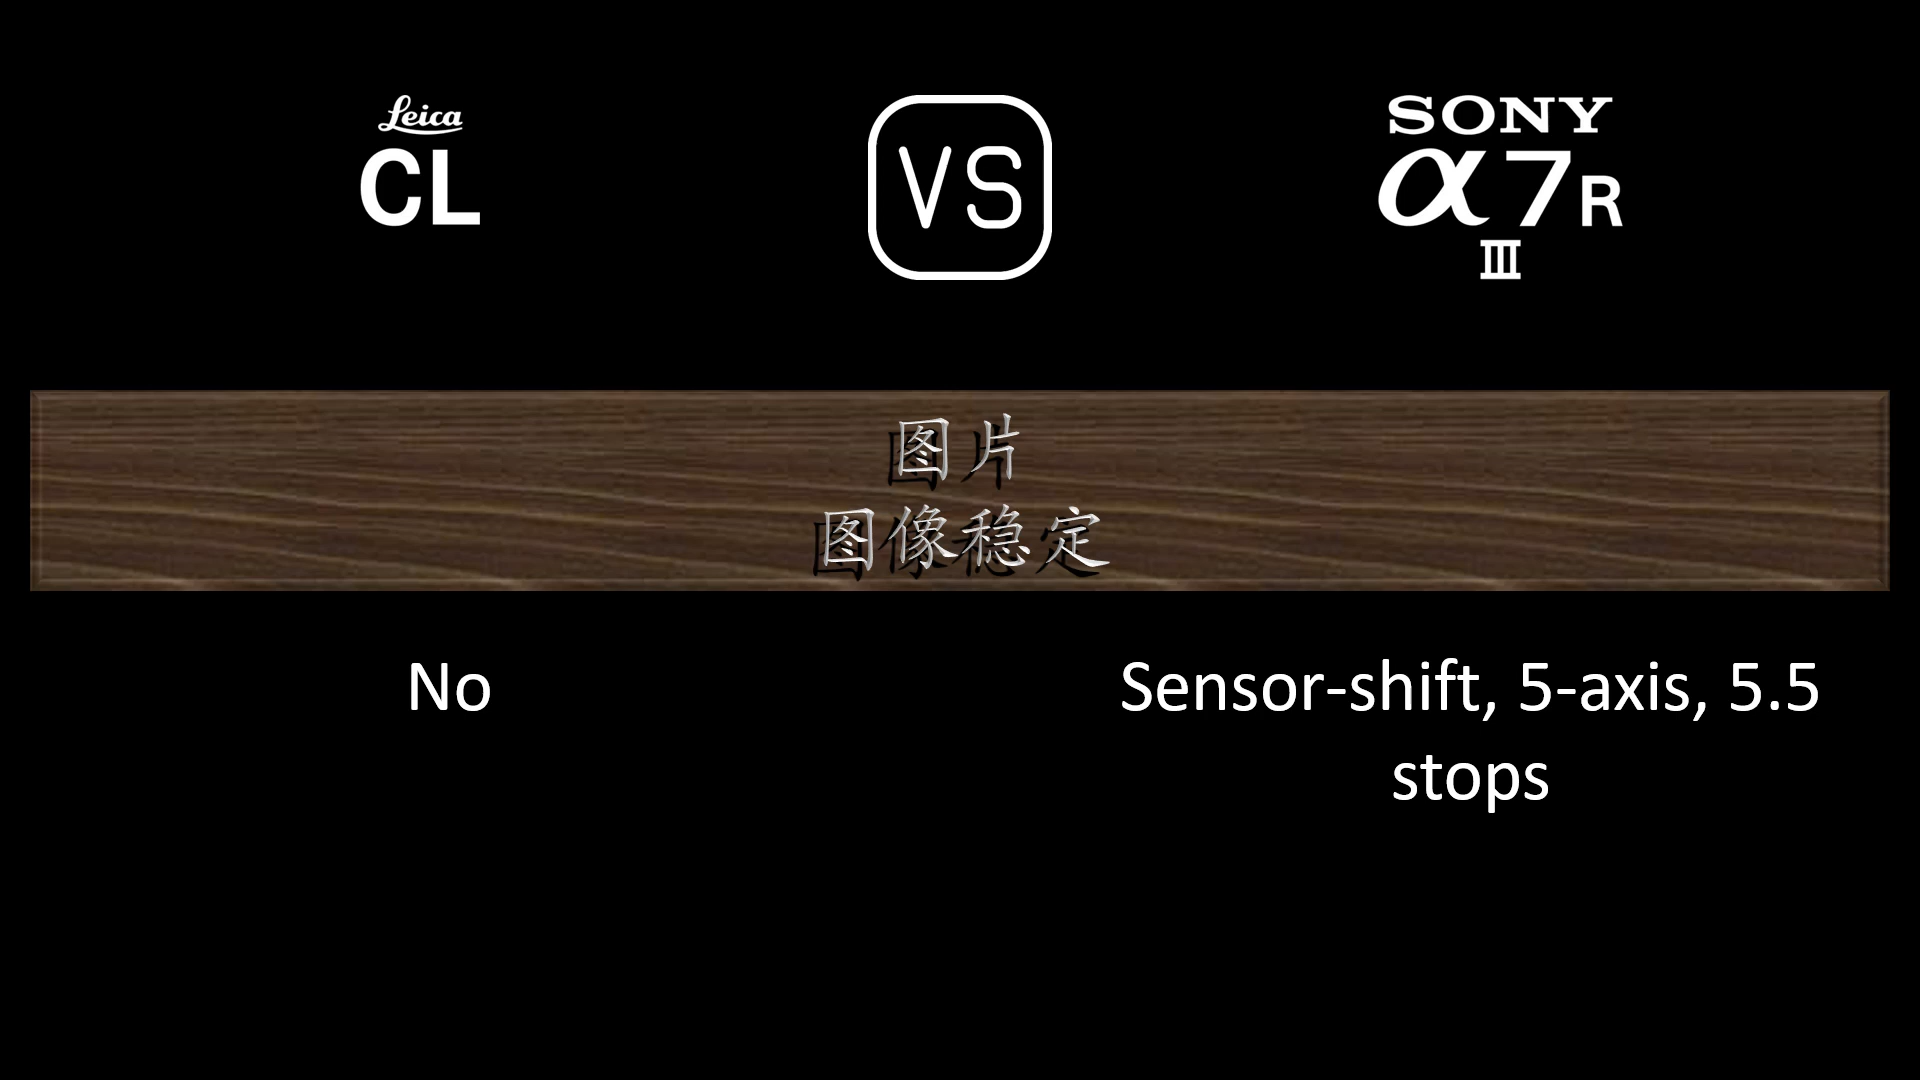 Leica
CL
VS
SONY
α7R
III
图片
图像稳定
No
Sensor-shift, 5-axis, 5.5
stops